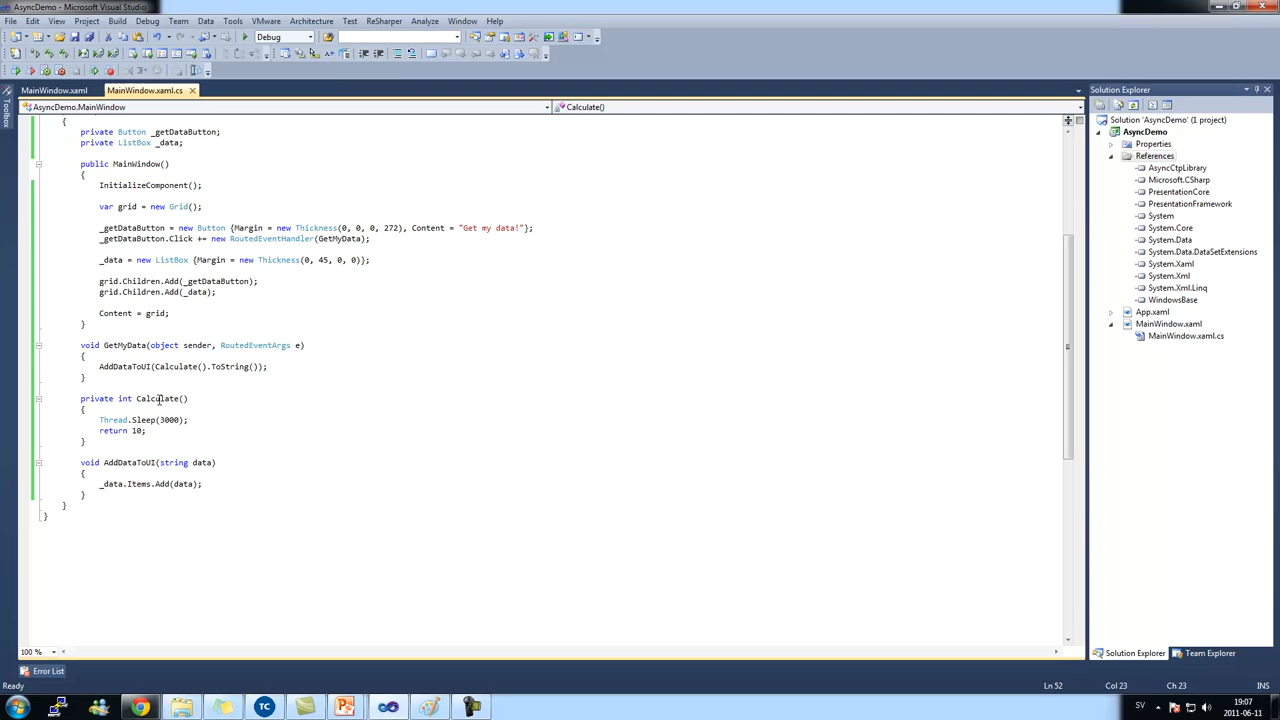 AsyncDemo - Microsoft Visual Studio
File Edit View Project Build Debug Team Data Tools VMware Architecture Test ReSharper Analyze Window Help
Debug
MainWindow.xaml MainWindow.xaml.cs
AsyncDemo.MainWindow Calculate()
{
private Button _getDataButton;
private ListBox _data;
public MainWindow()
{
InitializeComponent();
var grid = new Grid();
_getDataButton = new Button {Margin = new Thickness(0, 0, 0, 272), Content = "Get my data!"};
_getDataButton.Click += new RoutedEventHandler(GetMyData);
_data = new ListBox {Margin = new Thickness(0, 45, 0, 0)};
grid.Children.Add(_getDataButton);
grid.Children.Add(_data);
Content = grid;
}
void GetMyData(object sender, RoutedEventArgs e)
{
AddDataToUI(Calculate().ToString());
}
private int Calculate()
{
Thread.Sleep(3000);
return 10;
}
void AddDataToUI(string data)
{
_data.Items.Add(data);
}
}
}
100 %
Error List
Ready
Ln 52 Col 23 Ch 23 INS
Toolbox
Solution Explorer
Solution 'AsyncDemo' (1 project)
AsyncDemo
Properties
References
AsyncCtpLibrary
Microsoft.CSharp
PresentationCore
PresentationFramework
System
System.Core
System.Data
System.Data.DataSetExtensions
System.Xaml
System.Xml
System.Xml.Linq
WindowsBase
App.xaml
MainWindow.xaml
MainWindow.xaml.cs
Solution Explorer Team Explorer
TC
SV
19:07
2011-06-11